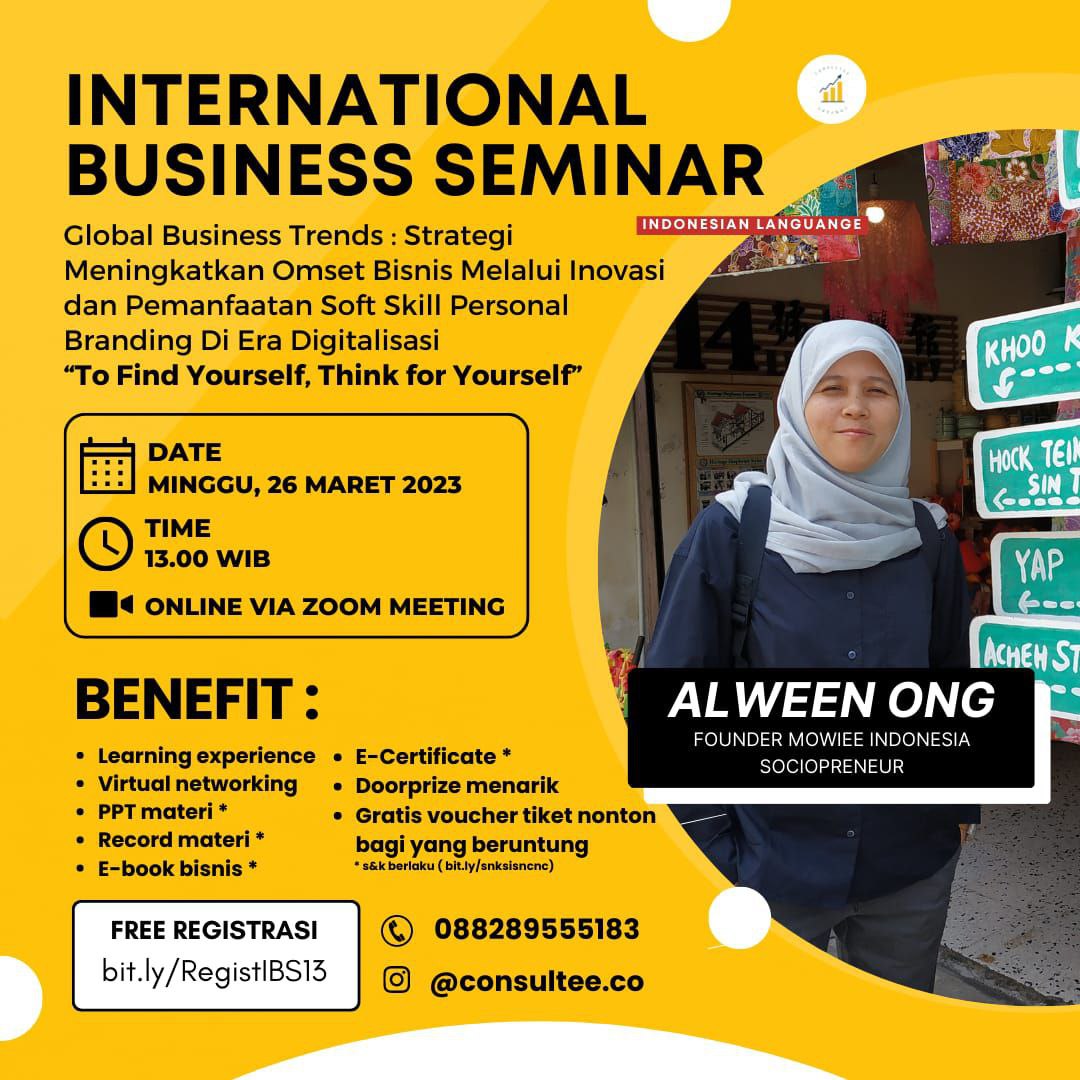 INTERNATIONAL
BUSINESS SEMINAR
INDONESIAN LANGUANGE
Global Business Trends : Strategi
Meningkatkan Omset Bisnis Melalui Inovasi
dan Pemanfaatan Soft Skill Personal
Branding Di Era Digitalisasi
“To Find Yourself, Think for Yourself”
DATE
MINGGU, 26 MARET 2023
TIME
13.00 WIB
ONLINE VIA ZOOM MEETING
KHOO
HOCK TEIK
SIN
YAP
ACHEH ST
14
ALWEEN ONG
FOUNDER MOWIEE INDONESIA
SOCIOPRENEUR
BENEFIT :
• Learning experience
• Virtual networking
• PPT materi *
• Record materi *
• E-book bisnis *
• E-Certificate *
• Doorprize menarik
• Gratis voucher tiket nonton
bagi yang beruntung
* s&k berlaku ( bit.ly/snksisncnc)
FREE REGISTRASI
bit.ly/RegistIBS13
088289555183
@consultee.co